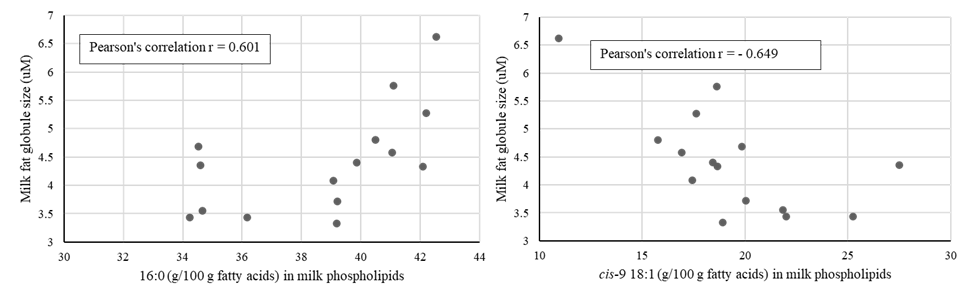 7
6.5
6
5.5
5
4.5
4
3.5
3
Milk fat globule size (uM)
Pearson's correlation r = 0.601
30 32 34 36 38 40 42 44
16:0 (g/100 g fatty acids) in milk phospholipids
7
6.5
6
5.5
5
4.5
4
3.5
3
Milk fat globule size (uM)
Pearson's correlation r = - 0.649
10 15 20 25 30
cis-9 18:1 (g/100 g fatty acids) in milk phospholipids